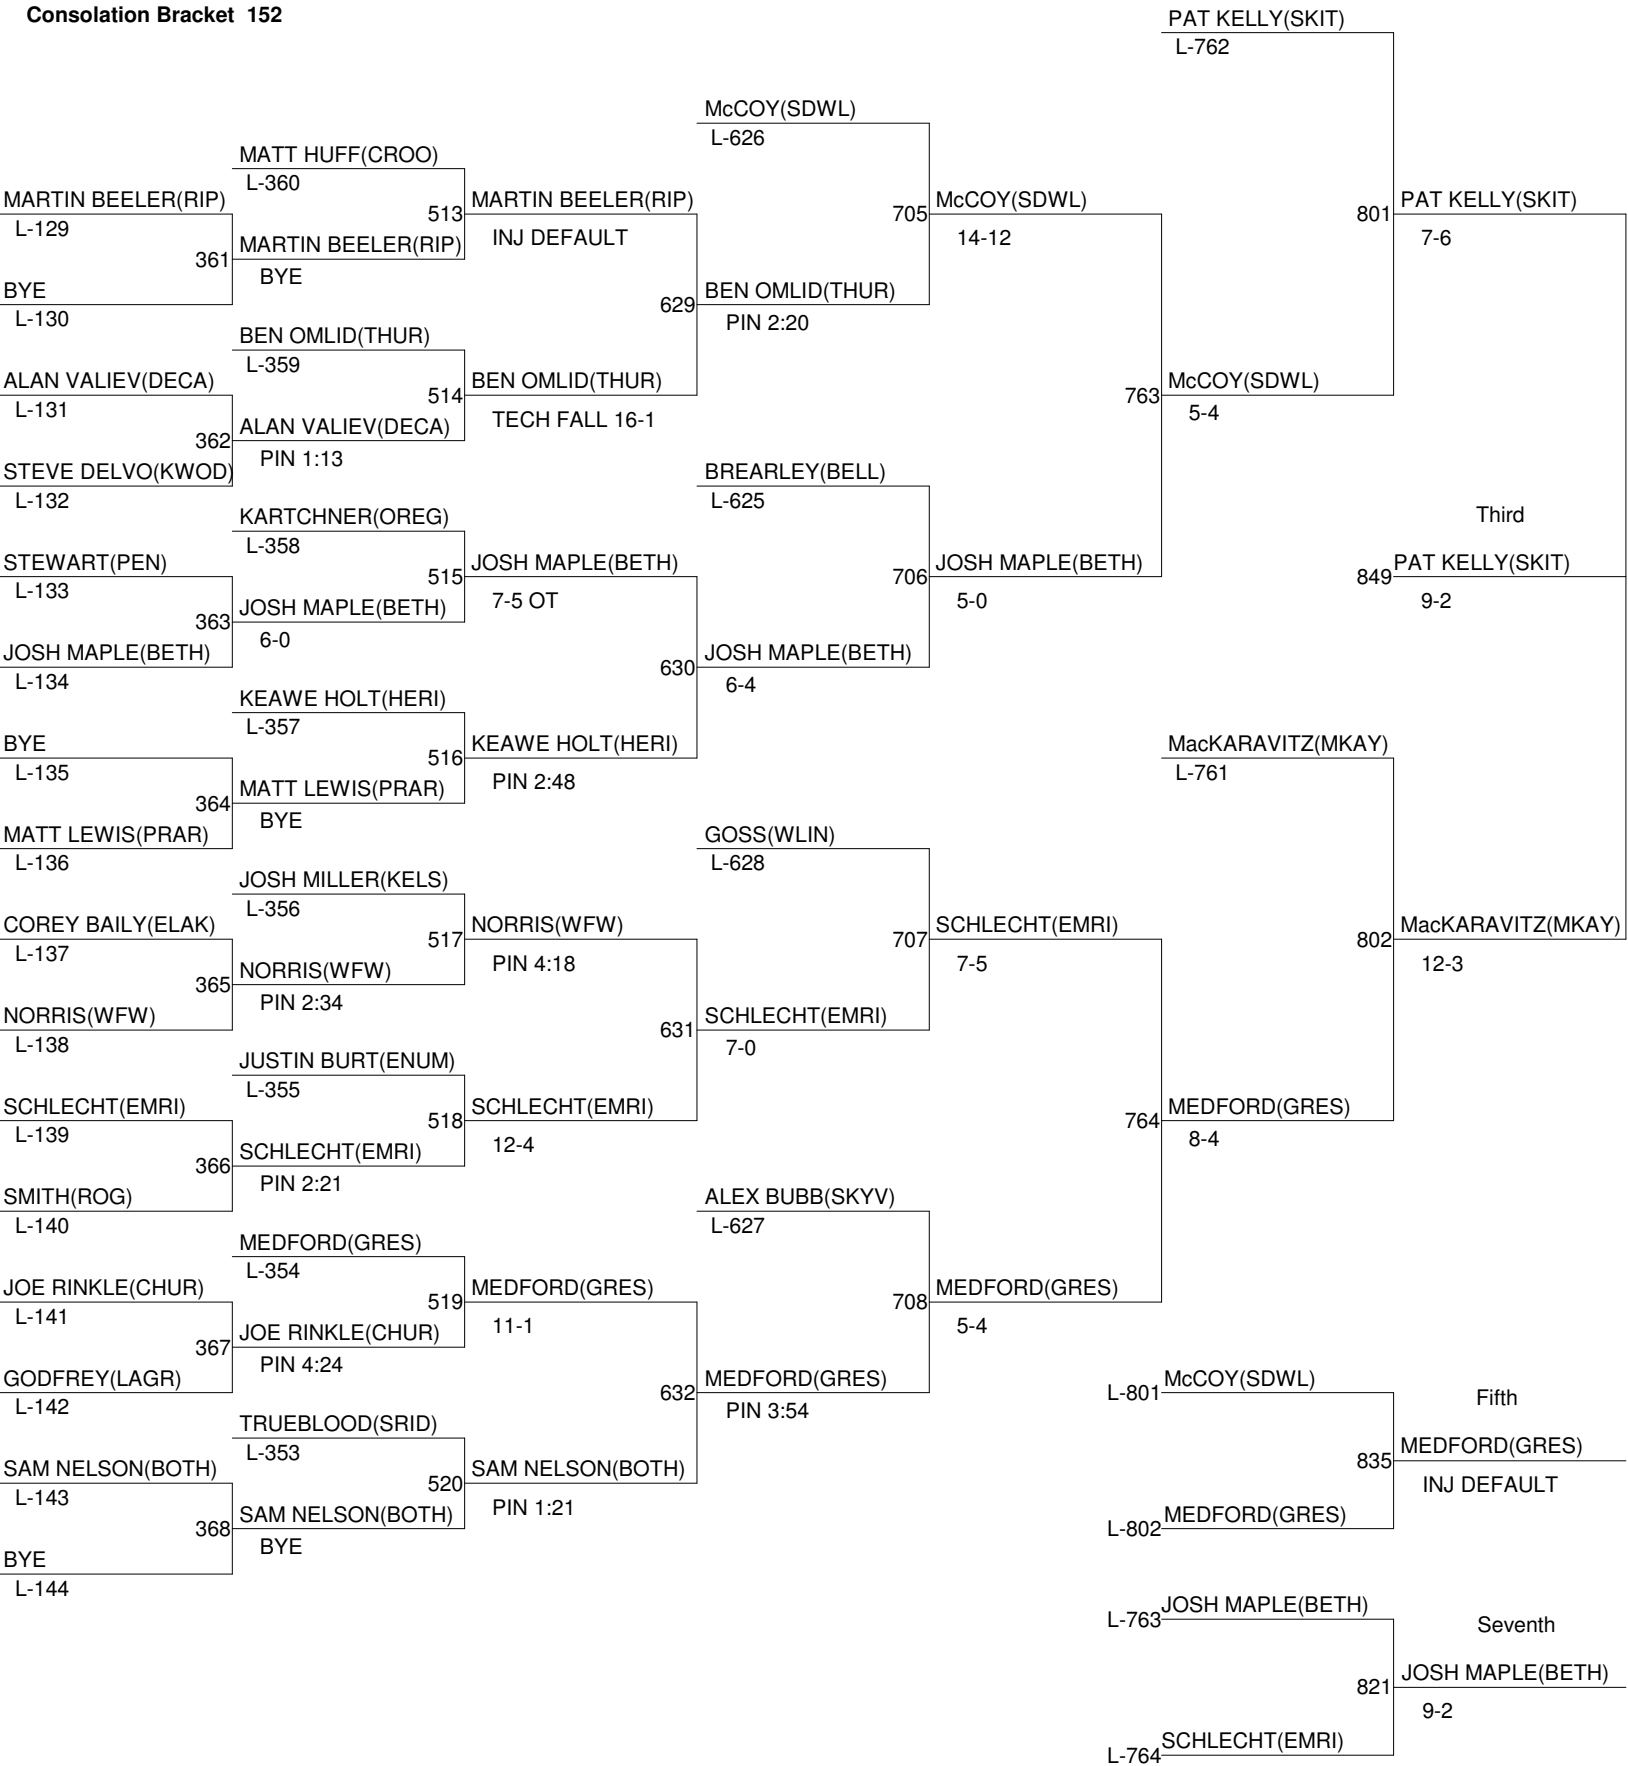 Consolation Bracket 152
MARTIN BEELER(RIP)
L-129
BYE
L-130
ALAN VALIEV(DECA)
L-131
STEVE DELVO(KWOD)
L-132
STEWART(PEN)
L-133
JOSH MAPLE(BETH)
L-134
BYE
L-135
MATT LEWIS(PRAR)
L-136
COREY BAILY(ELAK)
L-137
NORRIS(WFW)
L-138
SCHLECHT(EMRI)
L-139
SMITH(ROG)
L-140
JOE RINKLE(CHUR)
L-141
GODFREY(LAGR)
L-142
SAM NELSON(BOTH)
L-143
BYE
L-144
MATT HUFF(CROO)
L-360
361
MARTIN BEELER(RIP)
BYE
BEN OMLID(THUR)
L-359
362
ALAN VALIEV(DECA)
PIN 1:13
KARTCHNER(OREG)
L-358
363
JOSH MAPLE(BETH)
6-0
KEAWE HOLT(HERI)
L-357
364
MATT LEWIS(PRAR)
BYE
JOSH MILLER(KELS)
L-356
365
NORRIS(WFW)
PIN 2:34
JUSTIN BURT(ENUM)
L-355
366
SCHLECHT(EMRI)
PIN 2:21
MEDFORD(GRES)
L-354
367
JOE RINKLE(CHUR)
PIN 4:24
TRUEBLOOD(SRID)
L-353
368
SAM NELSON(BOTH)
BYE
513
MARTIN BEELER(RIP)
INJ DEFAULT
514
BEN OMLID(THUR)
TECH FALL 16-1
515
JOSH MAPLE(BETH)
7-5 OT
516
KEAWE HOLT(HERI)
PIN 2:48
517
NORRIS(WFW)
PIN 4:18
518
SCHLECHT(EMRI)
12-4
519
MEDFORD(GRES)
11-1
520
SAM NELSON(BOTH)
PIN 1:21
McCOY(SDWL)
L-626
629
BEN OMLID(THUR)
PIN 2:20
BREARLEY(BELL)
L-625
630
JOSH MAPLE(BETH)
6-4
GOSS(WLIN)
L-628
631
SCHLECHT(EMRI)
7-0
ALEX BUBB(SKYV)
L-627
632
MEDFORD(GRES)
PIN 3:54
705
McCOY(SDWL)
14-12
706
JOSH MAPLE(BETH)
5-0
707
SCHLECHT(EMRI)
7-5
708
MEDFORD(GRES)
5-4
PAT KELLY(SKIT)
L-762
763
McCOY(SDWL)
5-4
MacKARAVITZ(MKAY)
L-761
764
MEDFORD(GRES)
8-4
801
PAT KELLY(SKIT)
7-6
802
MacKARAVITZ(MKAY)
12-3
Third
849
PAT KELLY(SKIT)
9-2
L-801
McCOY(SDWL)
L-802
MEDFORD(GRES)
Fifth
835
MEDFORD(GRES)
INJ DEFAULT
L-763
JOSH MAPLE(BETH)
L-764
SCHLECHT(EMRI)
Seventh
821
JOSH MAPLE(BETH)
9-2